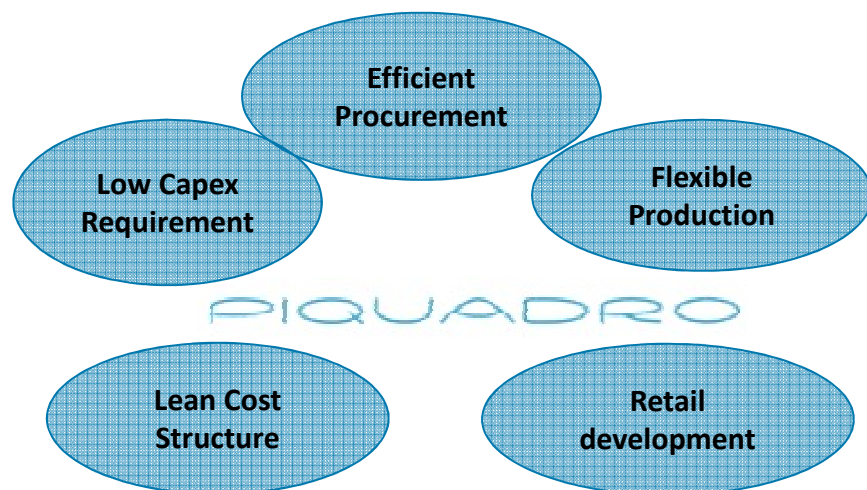 Efficient
Procurement
Low Capex
Requirement
Flexible
Production
PIQUADRO
Lean Cost
Structure
Retail
development